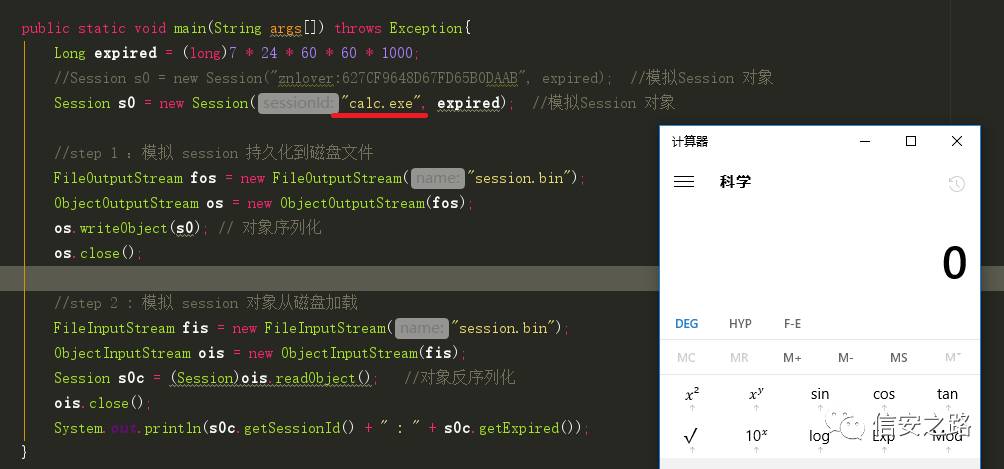 public static void main(String args[]) throws Exception{
Long expired = (long)7 * 24 * 60 * 60 * 1000;
//Session s0 = new Session("znlover:627CF9648D67FD65B0DAAB", expired);  //模拟Session 对象
Session s0 = new Session( sessionId: "calc.exe", expired);  //模拟Session 对象
//step 1 : 模拟 session 持久化到磁盘文件
FileOutputStream fos = new FileOutputStream( name: "session.bin");
ObjectOutputStream os = new ObjectOutputStream(fos);
os.writeObject(s0); // 对象序列化
os.close();
//step 2 : 模拟 session 对象从磁盘加载
FileInputStream fis = new FileInputStream( name: "session.bin");
ObjectInputStream ois = new ObjectInputStream(fis);
Session s0c = (Session)ois.readObject();   //对象反序列化
ois.close();
System.out.println(s0c.getSessionId() + " : " + s0c.getExpired());
}
计算器
科学
0
DEG HYP F-E
MC MR M+ M- MS M˅
x² xʸ sin cos tan
√ 10ˣ log Exp Mod
信安之路